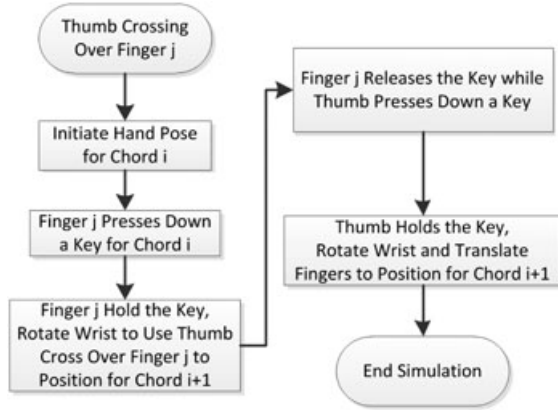 Thumb Crossing
Over Finger j
Initiate Hand Pose
for Chord i
Finger j Presses Down
a Key for Chord i
Finger j Hold the Key,
Rotate Wrist to Use Thumb
Cross Over Finger j to
Position for Chord i+1
Finger j Releases the Key while
Thumb Presses Down a Key
Thumb Holds the Key,
Rotate Wrist and Translate
Fingers to Position for Chord i+1
End Simulation